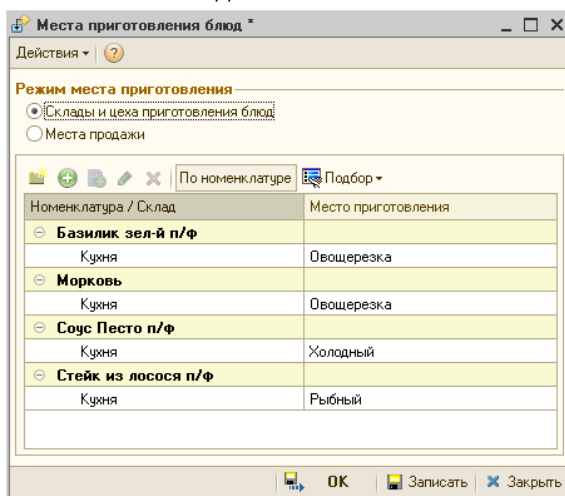 Места приготовления блюд *
Действия
Режим места приготовления
Склады и цеха приготовления блюд
Места продажи
По номенклатуре Подбор
Номенклатура / Склад Место приготовления
Базилик зел-й п/ф
Кухня Овощерезка
Морковь
Кухня Овощерезка
Соус Песто п/ф
Кухня Холодный
Стейк из лосося п/ф
Кухня Рыбный
OK Записать Закрыть